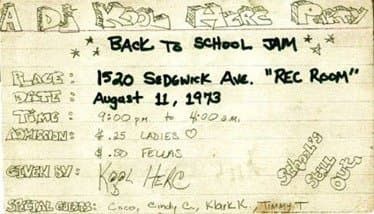 A DJ KOOL HERC PARTY
BACK TO SCHOOL JAM
PLACE: 1520 SEDGWICK AVE. "REC ROOM"
DATE: AUGUST 11, 1973
TIME: 9:00 p.m. to 4:00 a.m.
ADMISSION: $.25 LADIES ♡
$.50 FELLAS
GIVEN BY: KOOL HERC
School's Still Out!
SPECIAL GUESTS: Coco, Cindy C., Klark K., Timmy T